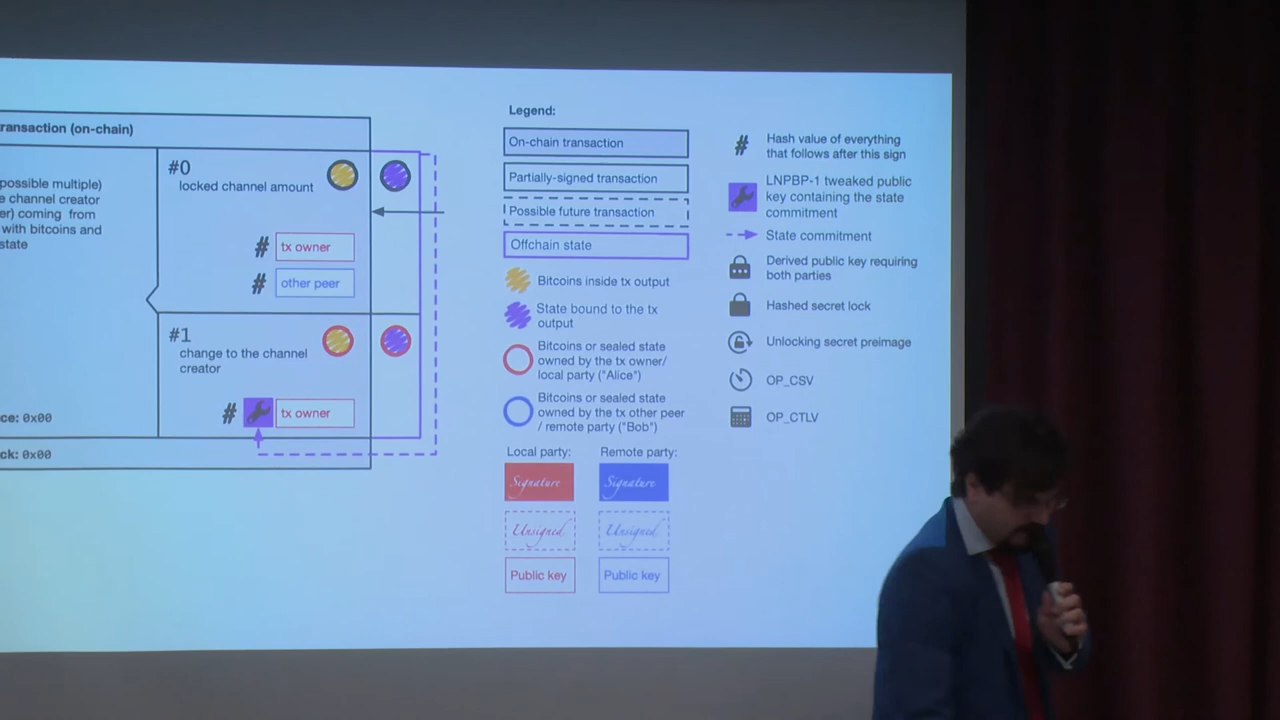 ransaction (on-chain)
possible multiple)
e channel creator
er) coming from
with bitcoins and
state
ce: 0x00
ck: 0x00
#0
locked channel amount
# tx owner
# other peer
#1
change to the channel
creator
# tx owner
Legend:
On-chain transaction
Partially-signed transaction
Possible future transaction
Offchain state
Bitcoins inside tx output
State bound to the tx
output
Bitcoins or sealed state
owned by the tx owner/
local party ("Alice")
Bitcoins or sealed state
owned by the tx other peer
/ remote party ("Bob")
Local party:
Remote party:
Signature
Signature
Unsigned
Unsigned
Public key
Public key
# Hash value of everything
that follows after this sign
LNPBP-1 tweaked public
key containing the state
commitment
State commitment
Derived public key requiring
both parties
Hashed secret lock
Unlocking secret preimage
OP_CSV
OP_CTLV